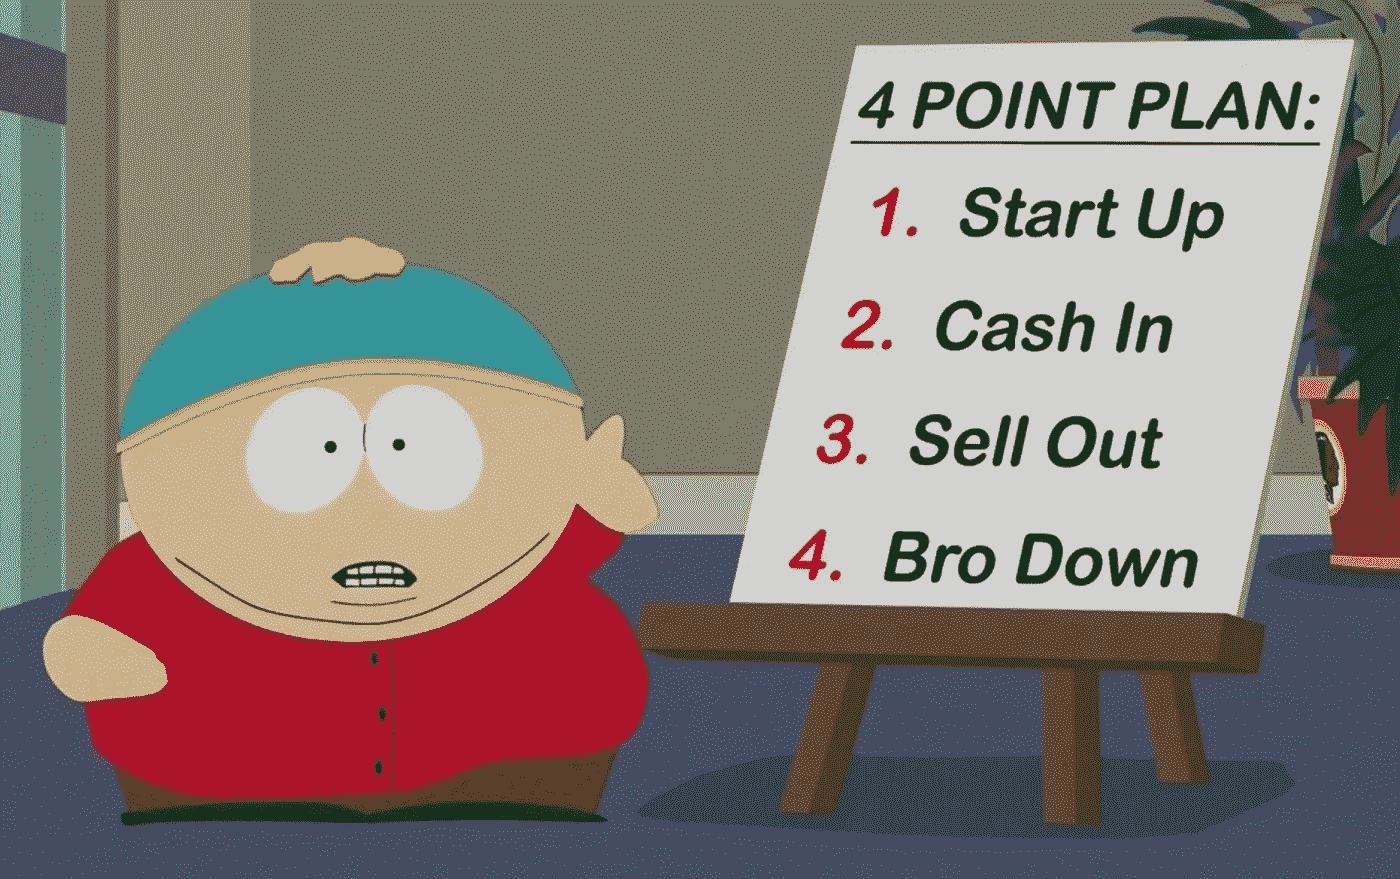 4 POINT PLAN:
1. Start Up
2. Cash In
3. Sell Out
4. Bro Down